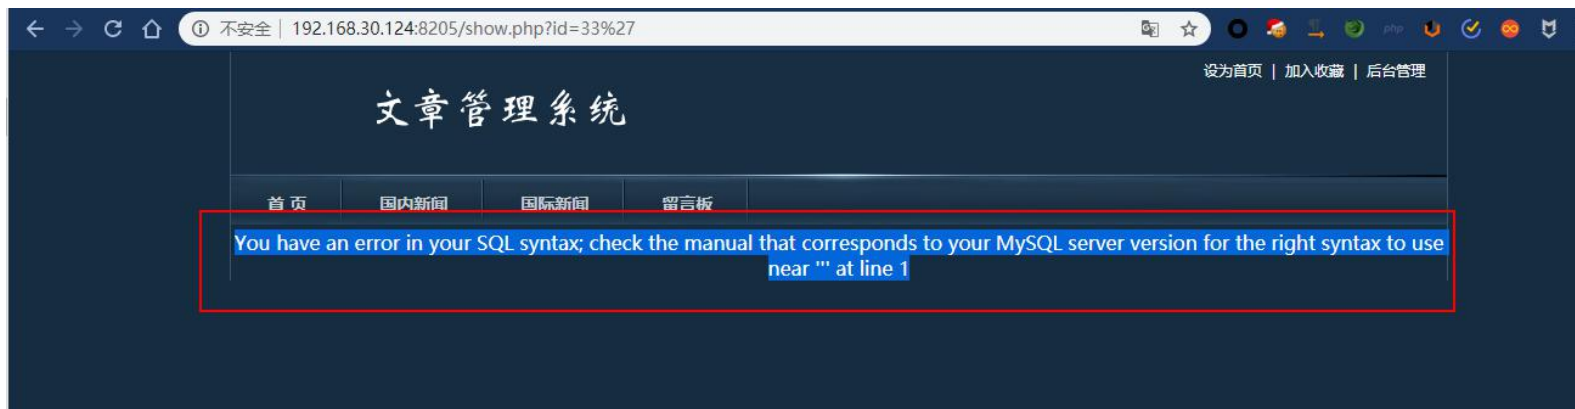 不安全 | 192.168.30.124:8205/show.php?id=33%27
php
设为首页 | 加入收藏 | 后台管理
文章管理系统
首 页 国内新闻 国际新闻 留言板
You have an error in your SQL syntax; check the manual that corresponds to your MySQL server version for the right syntax to use
near ''' at line 1